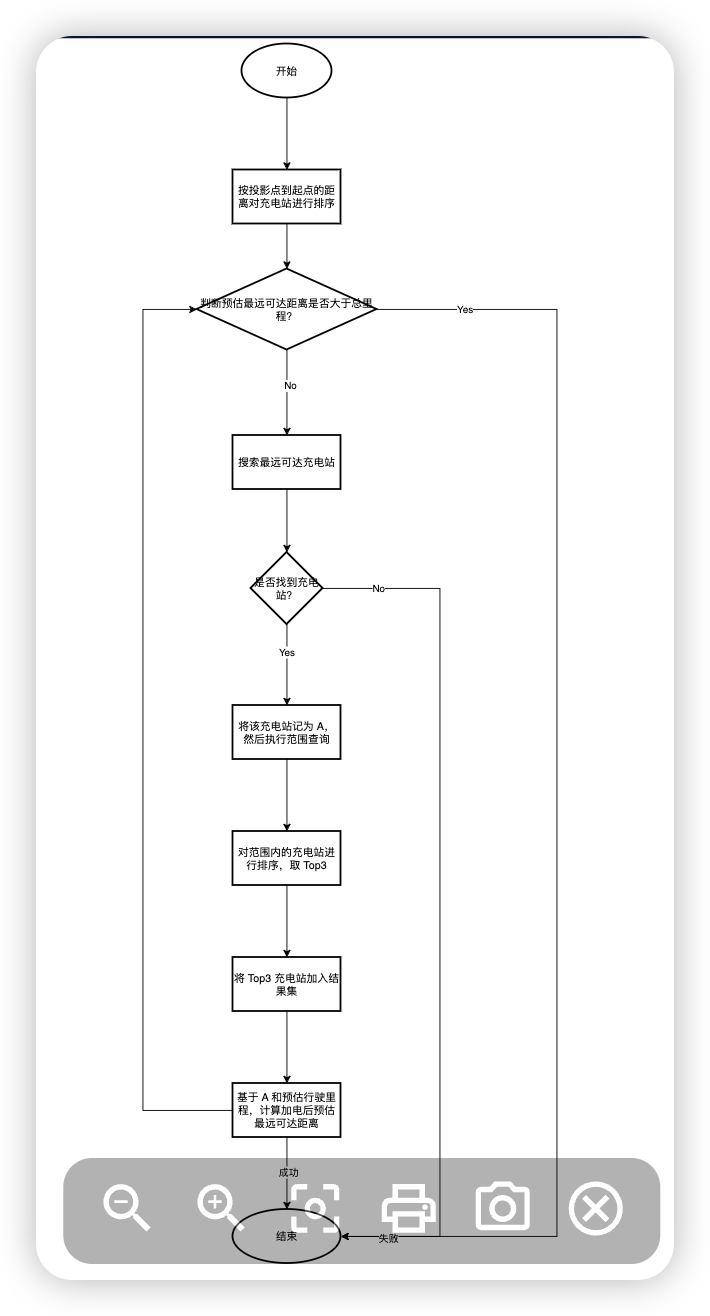 开始
按投影点到起点的距
离对充电站进行排序
判断预估最远可达距离是否大于总里
程?
Yes
No
搜索最远可达充电站
是否找到充电
站?
No
Yes
将该充电站记为 A,
然后执行范围查询
对范围内的充电站进
行排序，取 Top3
将 Top3 充电站加入结
果集
基于 A 和预估行驶里
程，计算加电后预估
最远可达距离
成功
结束
失败